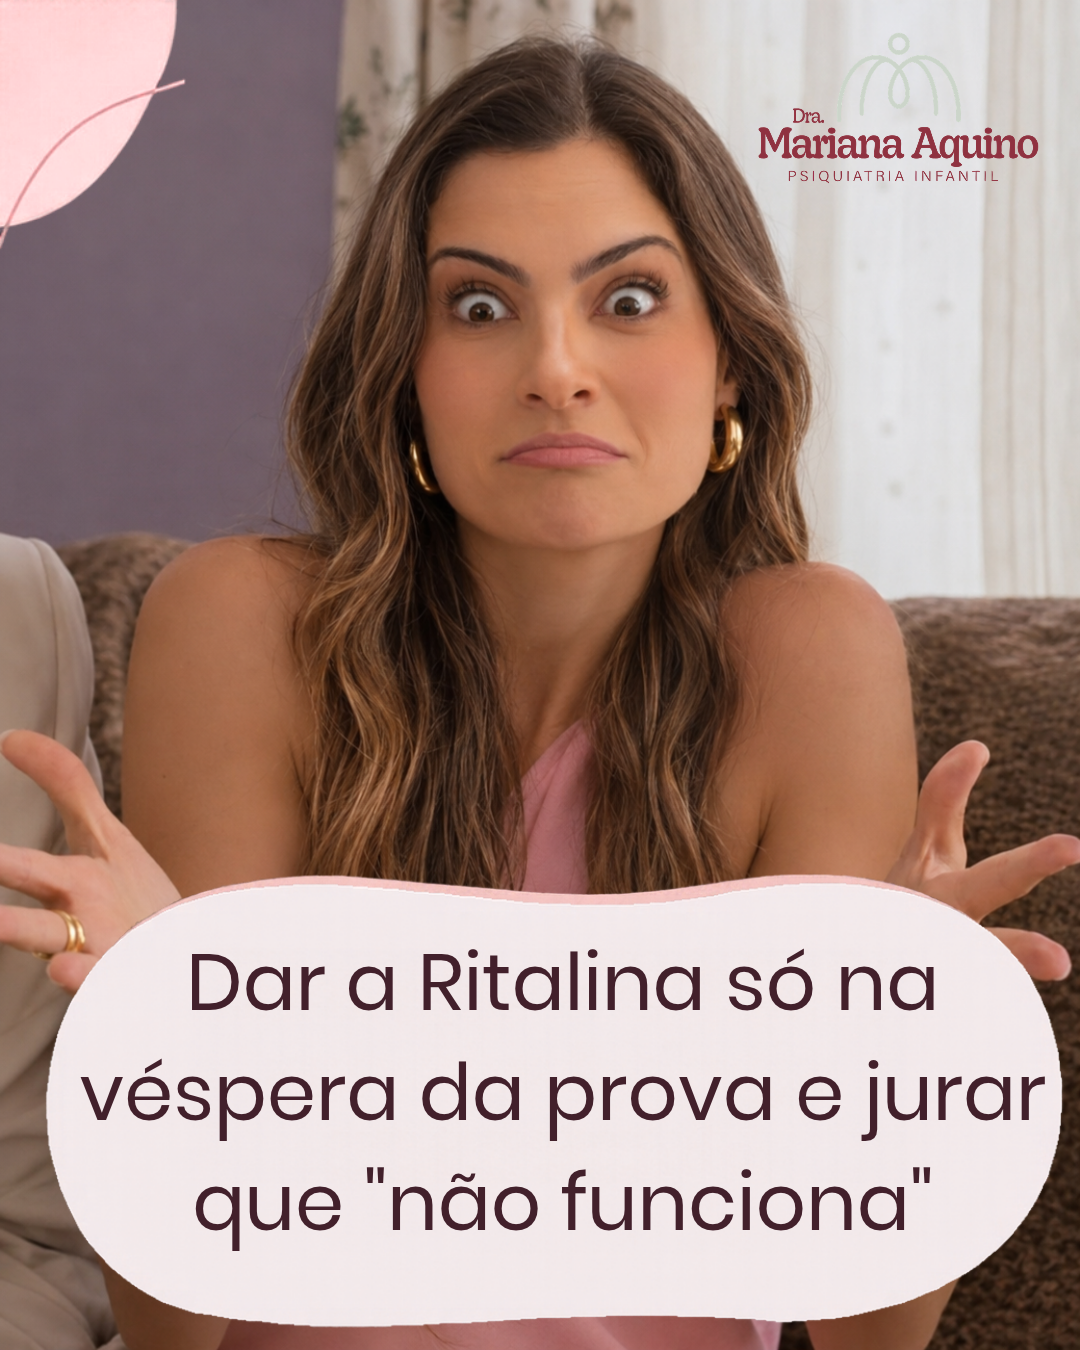 Dra.
Mariana Aquino
PSIQUIATRIA INFANTIL
Dar a Ritalina só na
véspera da prova e jurar
que "não funciona"